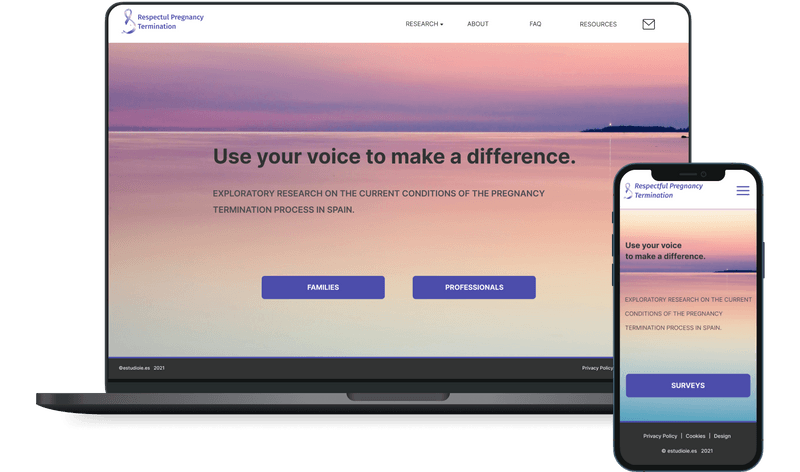 Respectul Pregnancy
Termination
RESEARCH ABOUT FAQ RESOURCES
Use your voice to make a difference.
EXPLORATORY RESEARCH ON THE CURRENT CONDITIONS OF THE PREGNANCY
TERMINATION PROCESS IN SPAIN.
FAMILIES PROFESSIONALS
©estudioie.es 2021
Privacy Policy
Respectful Pregnancy
Termination
Use your voice
to make a difference.
EXPLORATORY RESEARCH ON THE CURRENT
CONDITIONS OF THE PREGNANCY
TERMINATION PROCESS IN SPAIN.
SURVEYS
Privacy Policy | Cookies | Design
© estudioie.es 2021